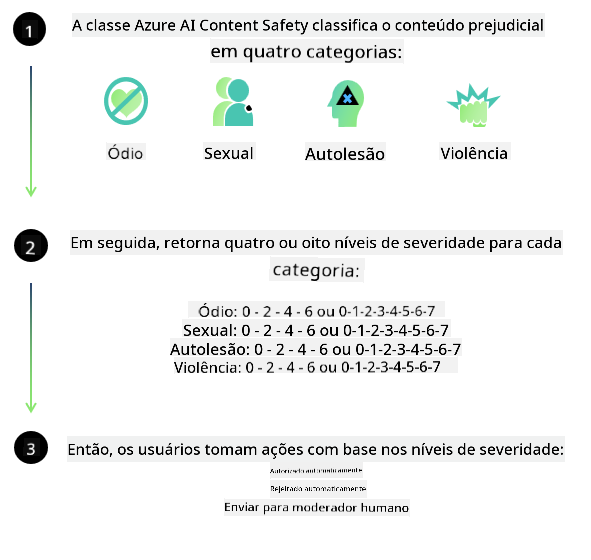 1
A classe Azure AI Content Safety classifica o conteúdo prejudicial
em quatro categorias:
Ódio
Sexual
Autolesão
Violência
2
Em seguida, retorna quatro ou oito níveis de severidade para cada
categoria:
Ódio: 0 - 2 - 4 - 6 ou 0-1-2-3-4-5-6-7
Sexual: 0 - 2 - 4 - 6 ou 0-1-2-3-4-5-6-7
Autolesão: 0 - 2 - 4 - 6 ou 0-1-2-3-4-5-6-7
Violência: 0 - 2 - 4 - 6 ou 0-1-2-3-4-5-6-7
3
Então, os usuários tomam ações com base nos níveis de severidade:
Autorizado automaticamente
Rejeitado automaticamente
Enviar para moderador humano